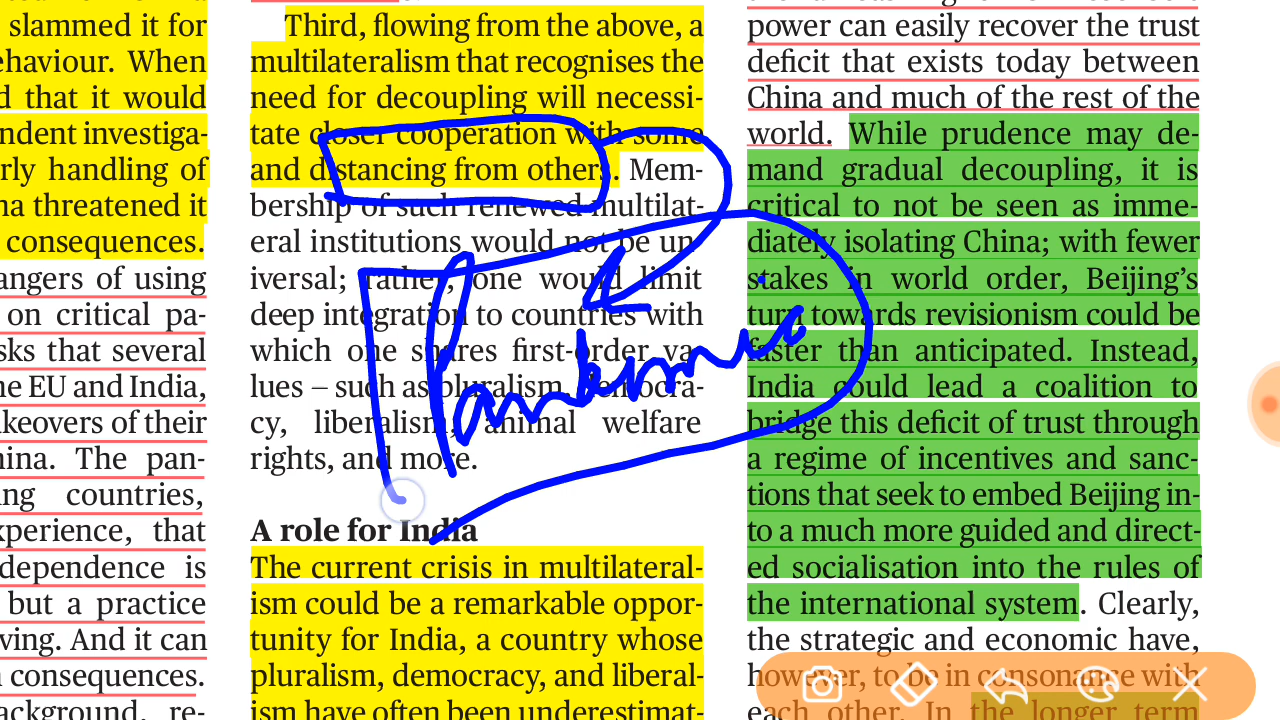 slammed it for
ehaviour. When
d that it would
ndent investiga-
rly handling of
na threatened it
consequences.
angers of using
on critical pa-
sks that several
ne EU and India,
keovers of their
hina. The pan-
ing countries,
xperience, that
dependence is
but a practice
ving. And it can
consequences.
ackground, re-
Third, flowing from the above, a
multilateralism that recognises the
need for decoupling will necessi-
tate closer cooperation with some
and distancing from others. Mem-
bership of such renewed multilat-
eral institutions would not be un-
iversal; rather, one would limit
deep integration to countries with
which one shares first-order va-
lues – such as pluralism, democra-
cy, liberalism, animal welfare
rights, and more.
A role for India
The current crisis in multilateral-
ism could be a remarkable oppor-
tunity for India, a country whose
pluralism, democracy, and liberal-
ism have often been underestimat-
power can easily recover the trust
deficit that exists today between
China and much of the rest of the
world. While prudence may de-
mand gradual decoupling, it is
critical to not be seen as imme-
diately isolating China; with fewer
stakes in world order, Beijing's
turn towards revisionism could be
faster than anticipated. Instead,
India could lead a coalition to
bridge this deficit of trust through
a regime of incentives and sanc-
tions that seek to embed Beijing in-
to a much more guided and direct-
ed socialisation into the rules of
the international system. Clearly,
the strategic and economic have,
however, to be in consonance with
each other. In the longer term